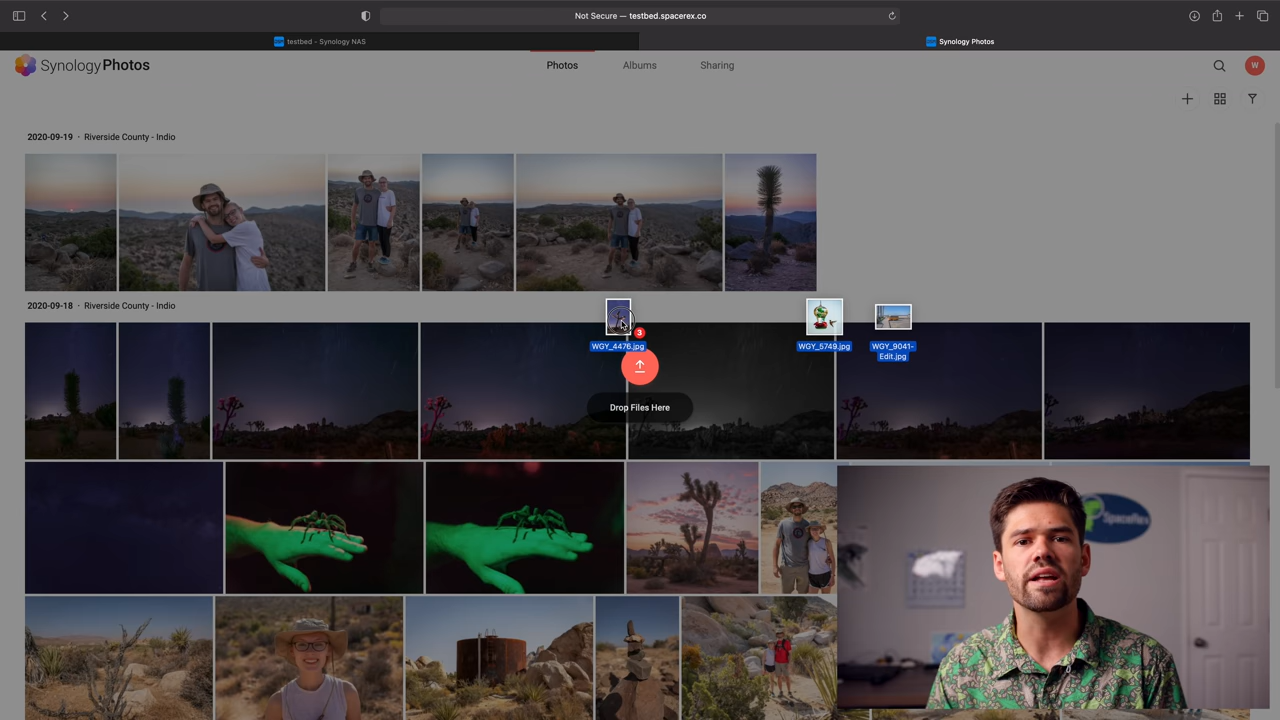 Not Secure — testbed.spacerex.co
testbed - Synology NAS
Synology Photos
SynologyPhotos
Photos
Albums
Sharing
W
2020-09-19 · Riverside County - Indio
2020-09-18 · Riverside County - Indio
3
WGY_4476.jpg
WGY_5749.jpg
WGY_9041-
Edit.jpg
Drop Files Here
SpaceRex